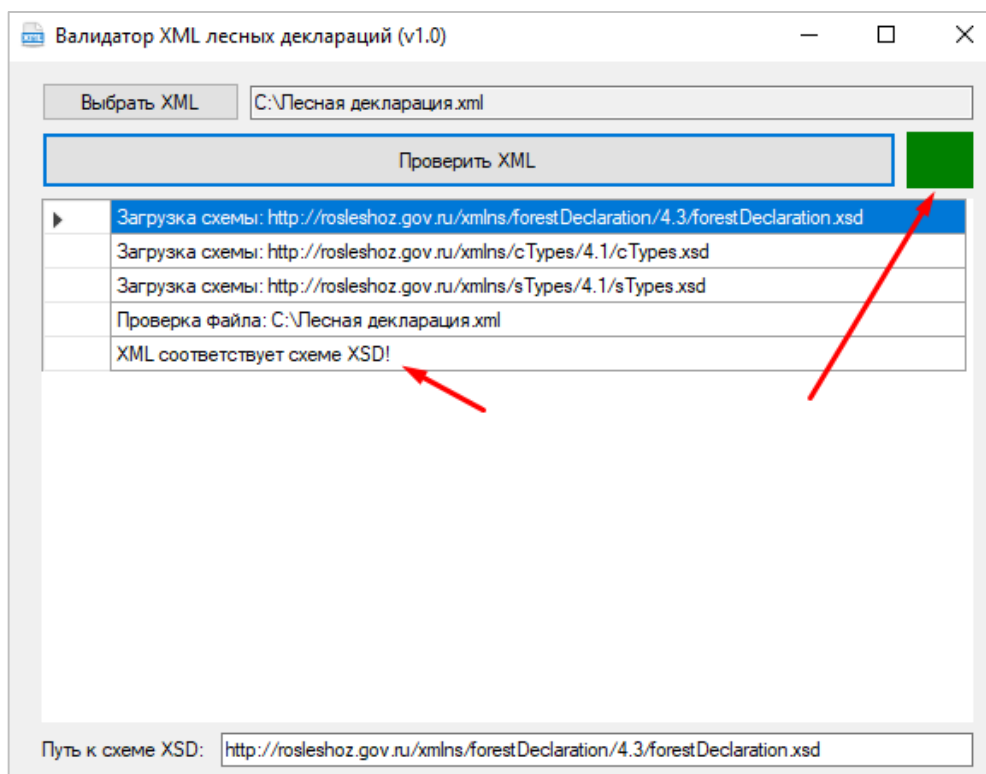 Валидатор XML лесных деклараций (v1.0)
Выбрать XML C:\Лесная декларация.xml
Проверить XML
Загрузка схемы: http://rosleshoz.gov.ru/xmlns/forestDeclaration/4.3/forestDeclaration.xsd
Загрузка схемы: http://rosleshoz.gov.ru/xmlns/cTypes/4.1/cTypes.xsd
Загрузка схемы: http://rosleshoz.gov.ru/xmlns/sTypes/4.1/sTypes.xsd
Проверка файла: C:\Лесная декларация.xml
XML соответствует схеме XSD!
Путь к схеме XSD: http://rosleshoz.gov.ru/xmlns/forestDeclaration/4.3/forestDeclaration.xsd